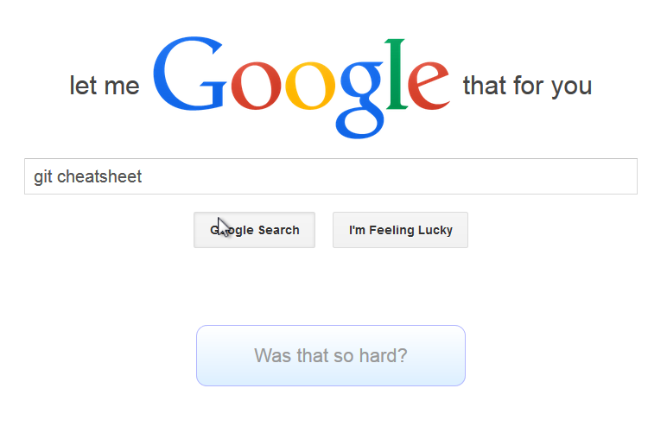 let me Google that for you
git cheatsheet
Google Search I'm Feeling Lucky
Was that so hard?